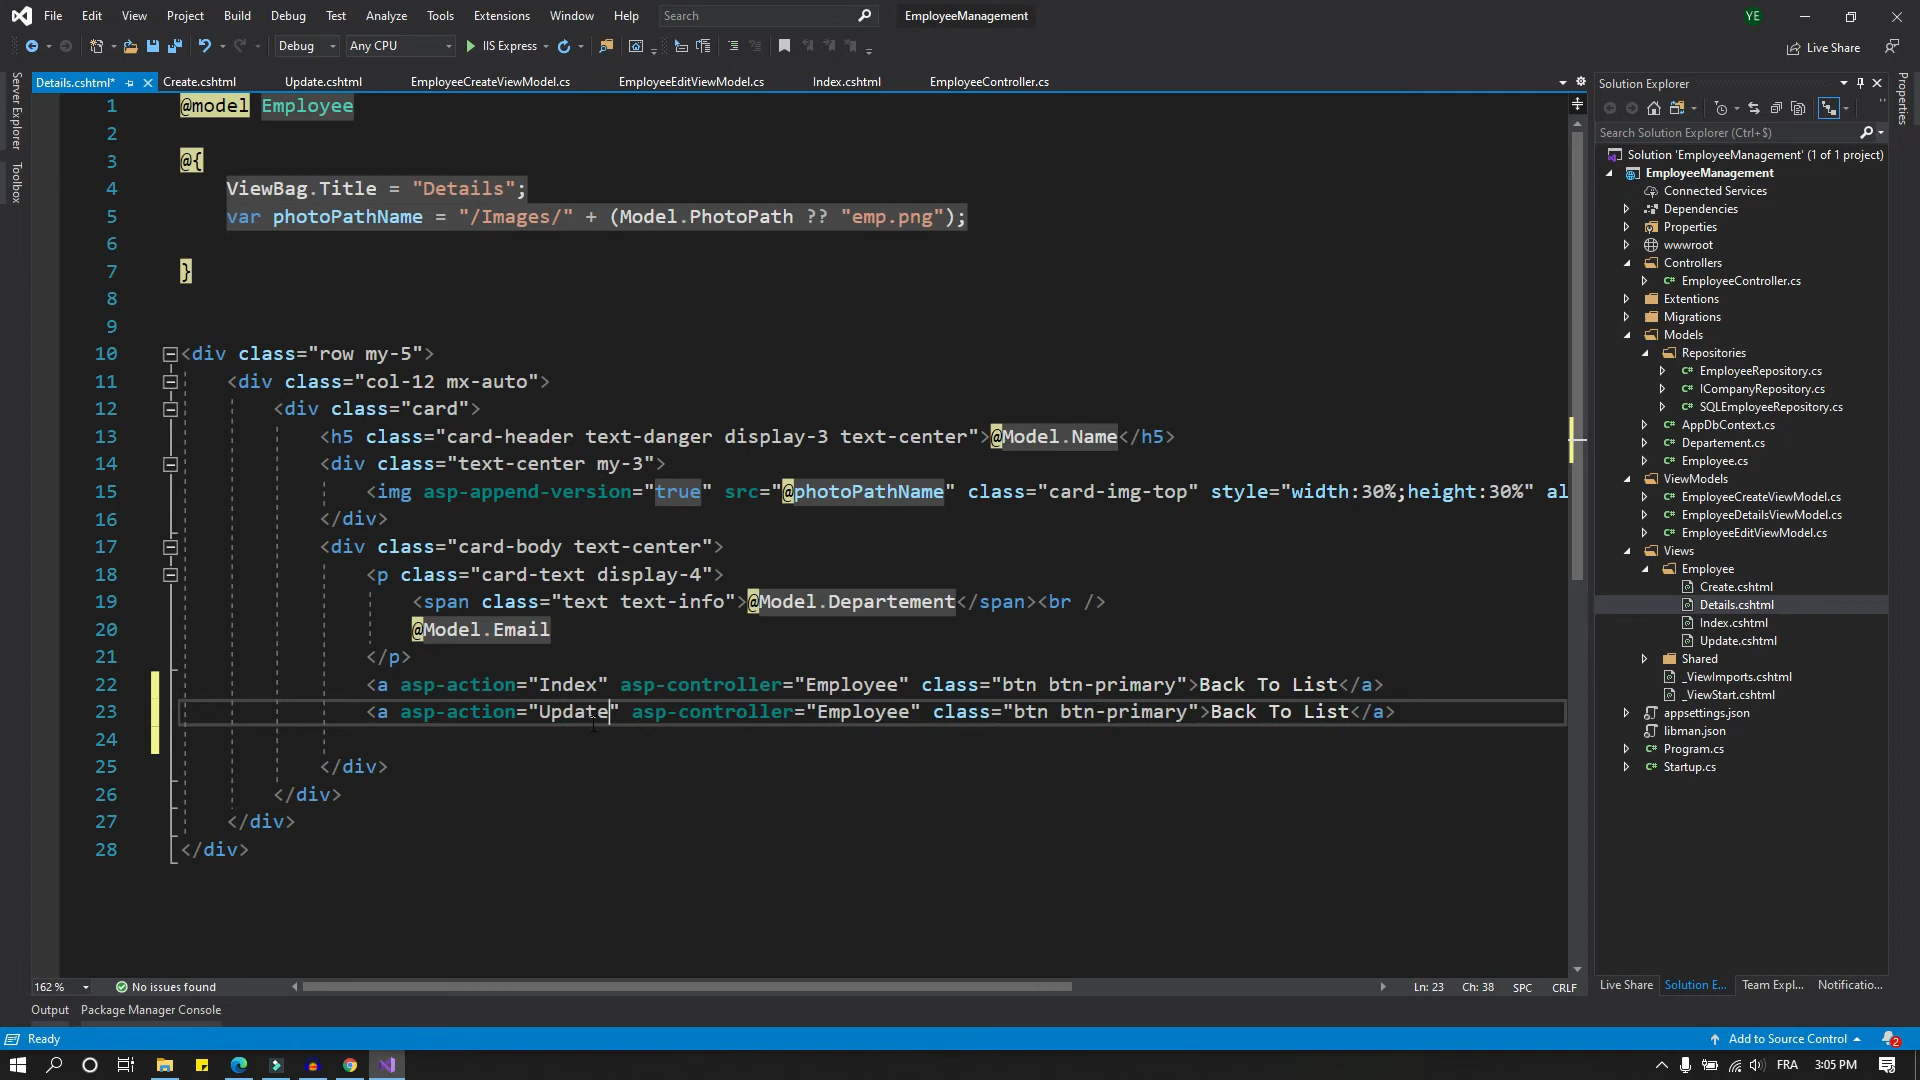 File Edit View Project Build Debug Test Analyze Tools Extensions Window Help Search EmployeeManagement YE
Debug Any CPU IIS Express Live Share
Server Explorer
Toolbox
Details.cshtml* Create.cshtml Update.cshtml EmployeeCreateViewModel.cs EmployeeEditViewModel.cs Index.cshtml EmployeeController.cs
1 @model Employee
2
3 @{
4 ViewBag.Title = "Details";
5 var photoPathName = "/Images/" + (Model.PhotoPath ?? "emp.png");
6
7 }
8
9
10 <div class="row my-5">
11 <div class="col-12 mx-auto">
12 <div class="card">
13 <h5 class="card-header text-danger display-3 text-center">@Model.Name</h5>
14 <div class="text-center my-3">
15 <img asp-append-version="true" src="@photoPathName" class="card-img-top" style="width:30%;height:30%" al
16 </div>
17 <div class="card-body text-center">
18 <p class="card-text display-4">
19 <span class="text text-info">@Model.Departement</span><br />
20 @Model.Email
21 </p>
22 <a asp-action="Index" asp-controller="Employee" class="btn btn-primary">Back To List</a>
23 <a asp-action="Update" asp-controller="Employee" class="btn btn-primary">Back To List</a>
24
25 </div>
26 </div>
27 </div>
28 </div>
162 % No issues found Ln: 23 Ch: 38 SPC CRLF
Output Package Manager Console
Solution Explorer
Search Solution Explorer (Ctrl+$)
Solution 'EmployeeManagement' (1 of 1 project)
EmployeeManagement
Connected Services
Dependencies
Properties
wwwroot
Controllers
EmployeeController.cs
Extentions
Migrations
Models
Repositories
EmployeeRepository.cs
ICompanyRepository.cs
SQLEmployeeRepository.cs
AppDbContext.cs
Departement.cs
Employee.cs
ViewModels
EmployeeCreateViewModel.cs
EmployeeDetailsViewModel.cs
EmployeeEditViewModel.cs
Views
Employee
Create.cshtml
Details.cshtml
Index.cshtml
Update.cshtml
Shared
_ViewImports.cshtml
_ViewStart.cshtml
appsettings.json
libman.json
Program.cs
Startup.cs
Live Share Solution E... Team Expl... Notificatio...
Properties
Ready Add to Source Control 2
FRA 3:05 PM